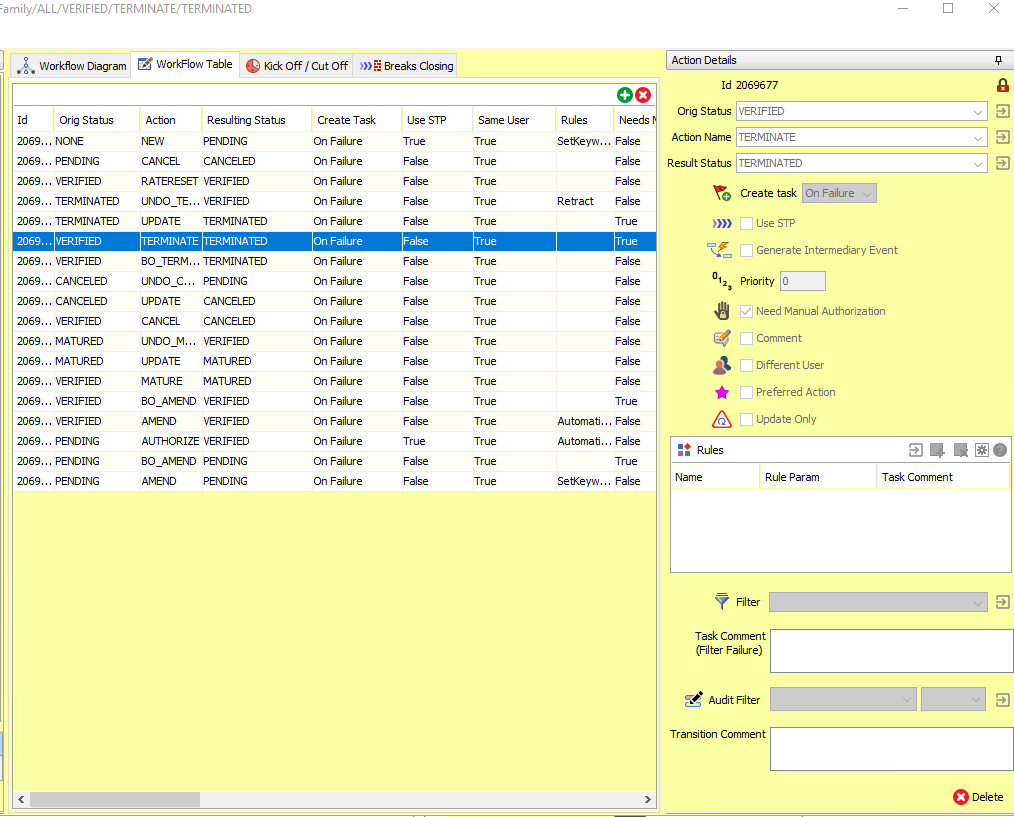 Family/ALL/VERIFIED/TERMINATE/TERMINATED
Workflow Diagram WorkFlow Table Kick Off / Cut Off Breaks Closing
Id Orig Status Action Resulting Status Create Task Use STP Same User Rules Needs M
2069... NONE NEW PENDING On Failure True True SetKeyw... False
2069... PENDING CANCEL CANCELED On Failure False True False
2069... VERIFIED RATERESET VERIFIED On Failure False True False
2069... TERMINATED UNDO_TE... VERIFIED On Failure False True Retract False
2069... TERMINATED UPDATE TERMINATED On Failure False True True
2069... VERIFIED TERMINATE TERMINATED On Failure False True True
2069... VERIFIED BO_TERM... TERMINATED On Failure False True False
2069... CANCELED UNDO_C... PENDING On Failure False True False
2069... CANCELED UPDATE CANCELED On Failure False True False
2069... VERIFIED CANCEL CANCELED On Failure False True False
2069... MATURED UNDO_M... VERIFIED On Failure False True False
2069... MATURED UPDATE MATURED On Failure False True False
2069... VERIFIED MATURE MATURED On Failure False True False
2069... VERIFIED BO_AMEND VERIFIED On Failure False True True
2069... VERIFIED AMEND VERIFIED On Failure False True Automati... False
2069... PENDING AUTHORIZE VERIFIED On Failure True True Automati... False
2069... PENDING BO_AMEND PENDING On Failure False True True
2069... PENDING AMEND PENDING On Failure False True SetKeyw... False
Action Details
Id 2069677
Orig Status VERIFIED
Action Name TERMINATE
Result Status TERMINATED
Create task On Failure
Use STP
Generate Intermediary Event
0 1 2 3 Priority 0
Need Manual Authorization
Comment
Different User
Preferred Action
Update Only
Rules
Name Rule Param Task Comment
Filter
Task Comment
(Filter Failure)
Audit Filter
Transition Comment
Delete